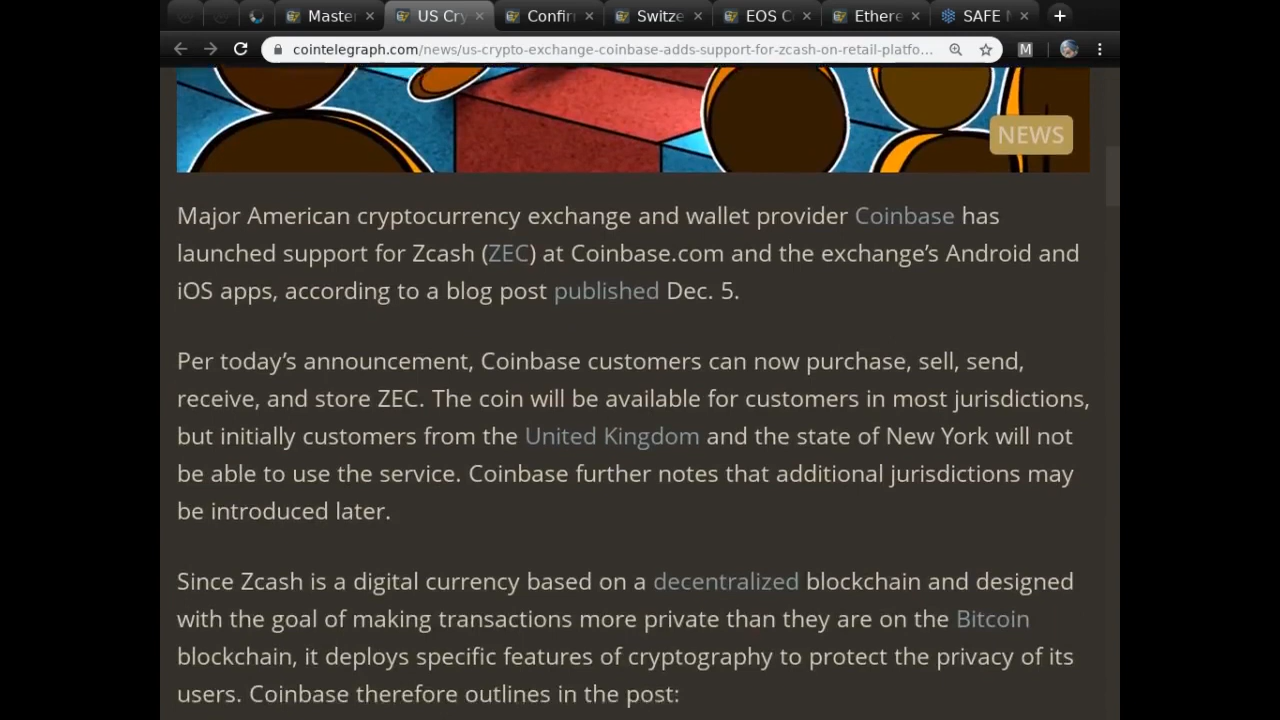 Master
US Cry
Confir
Switze
EOS C
Ethere
SAFE
cointelegraph.com/news/us-crypto-exchange-coinbase-adds-support-for-zcash-on-retail-platfo...
M
NEWS
Major American cryptocurrency exchange and wallet provider Coinbase has
launched support for Zcash (ZEC) at Coinbase.com and the exchange’s Android and
iOS apps, according to a blog post published Dec. 5.
Per today’s announcement, Coinbase customers can now purchase, sell, send,
receive, and store ZEC. The coin will be available for customers in most jurisdictions,
but initially customers from the United Kingdom and the state of New York will not
be able to use the service. Coinbase further notes that additional jurisdictions may
be introduced later.
Since Zcash is a digital currency based on a decentralized blockchain and designed
with the goal of making transactions more private than they are on the Bitcoin
blockchain, it deploys specific features of cryptography to protect the privacy of its
users. Coinbase therefore outlines in the post: